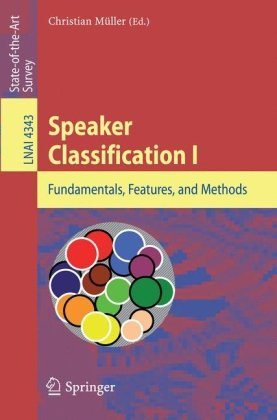 Christian Müller (Ed.)
State-of-the-Art
Survey
LNAI 4343
Speaker
Classification I
Fundamentals, Features, and Methods
Springer